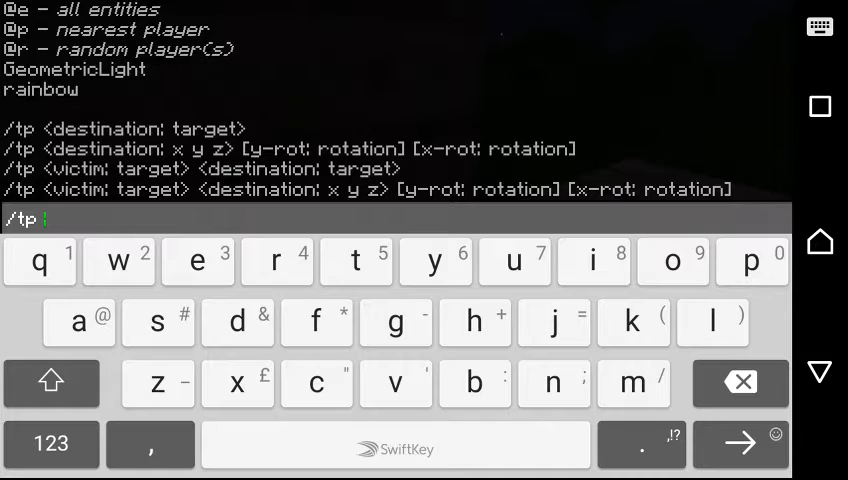 @e - all entities
@p - nearest player
@r - random player(s)
GeometricLight
rainbow
/tp <destination: target>
/tp <destination: x y z> [y-rot: rotation] [x-rot: rotation]
/tp <victim: target> <destination: target>
/tp <victim: target> <destination: x y z> [y-rot: rotation] [x-rot: rotation]
/tp
q 1 w 2 e 3 r 4 t 5 y 6 u 7 i 8 o 9 p 0
a @ s # d & f * g - h + j = k ( l )
z – x £ c " v ' b : n ; m /
123 , SwiftKey . ,!?